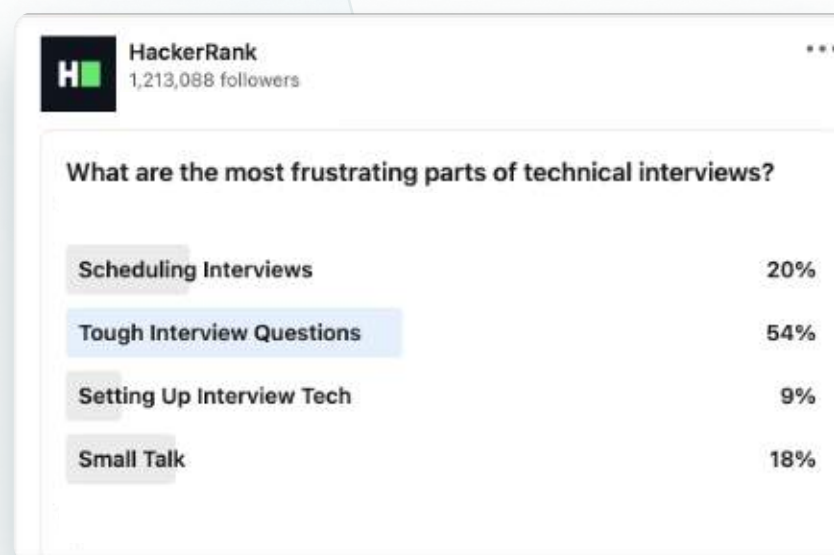 H
HackerRank
1,213,088 followers
What are the most frustrating parts of technical interviews?
Scheduling Interviews 20%
Tough Interview Questions 54%
Setting Up Interview Tech 9%
Small Talk 18%